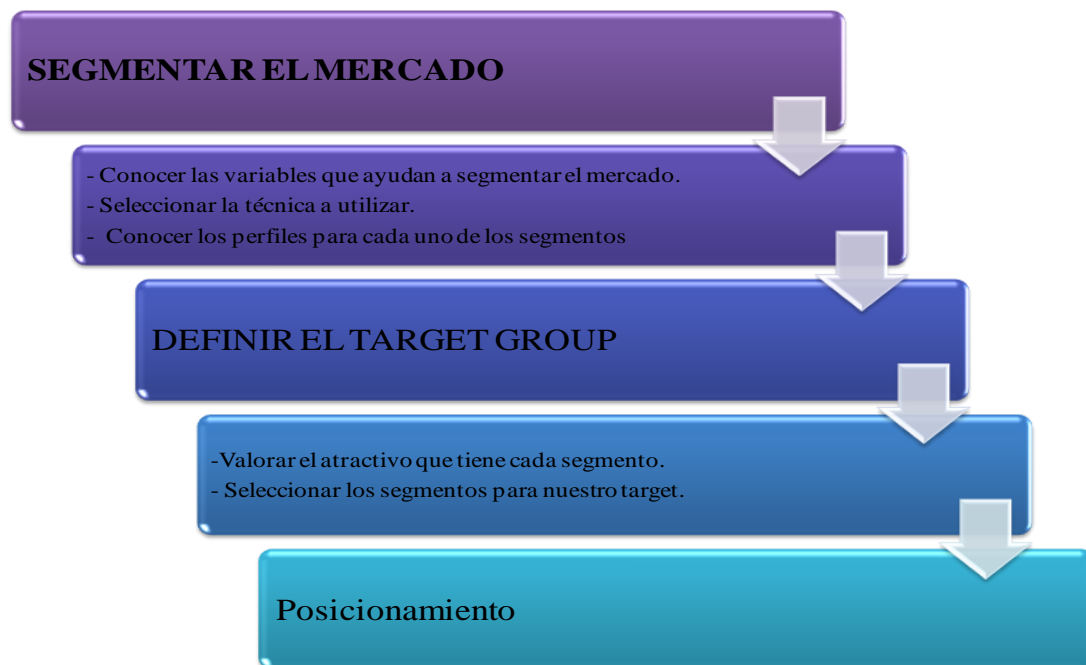 SEGMENTAR EL MERCADO
- Conocer las variables que ayudan a segmentar el mercado.
- Seleccionar la técnica a utilizar.
- Conocer los perfiles para cada uno de los segmentos
DEFINIR EL TARGET GROUP
-Valorar el atractivo que tiene cada segmento.
- Seleccionar los segmentos para nuestro target.
Posicionamiento